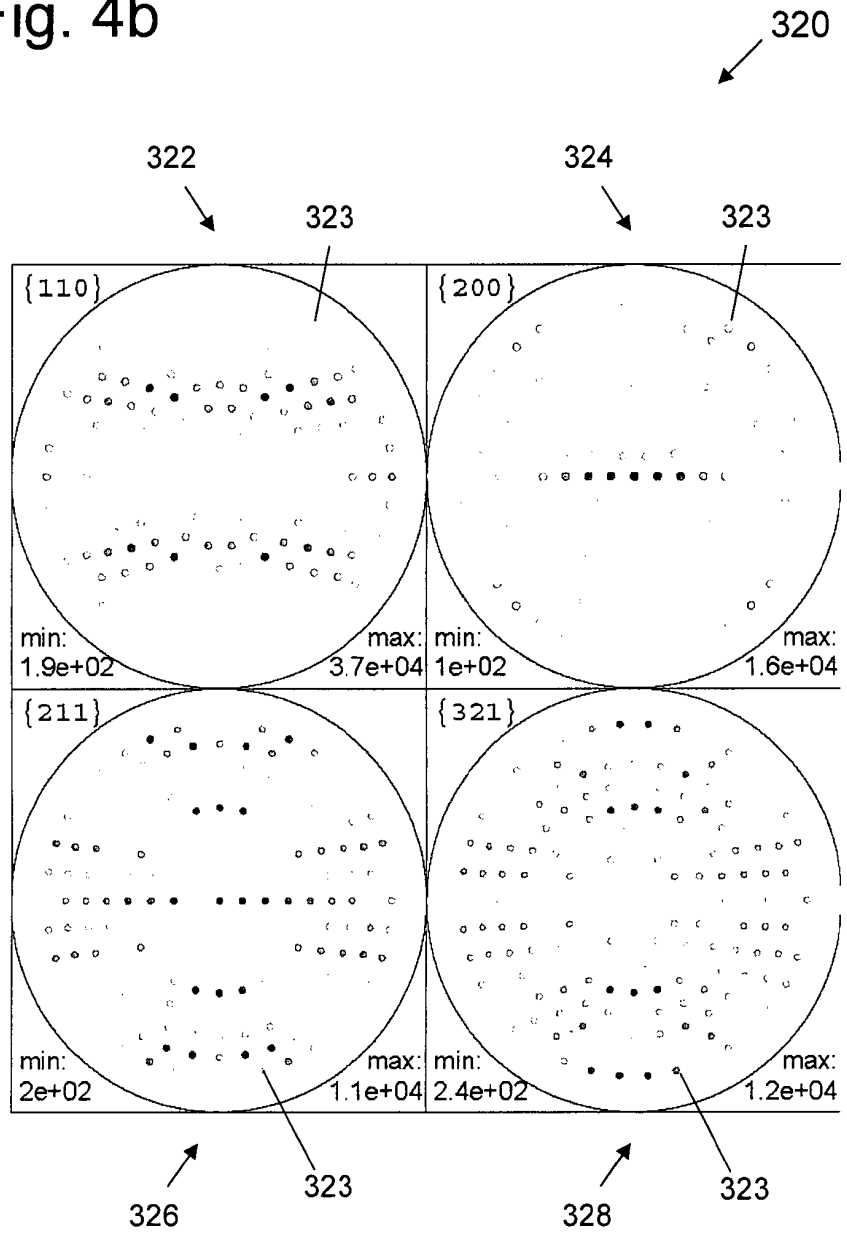 Fig. 4b
320
322
324
323
323
{110}
{200}
min:
1.9e+02
max:
3.7e+04
min:
1e+02
max:
1.6e+04
{211}
{321}
min:
2e+02
max:
1.1e+04
min:
2.4e+02
max:
1.2e+04
323
323
326
328